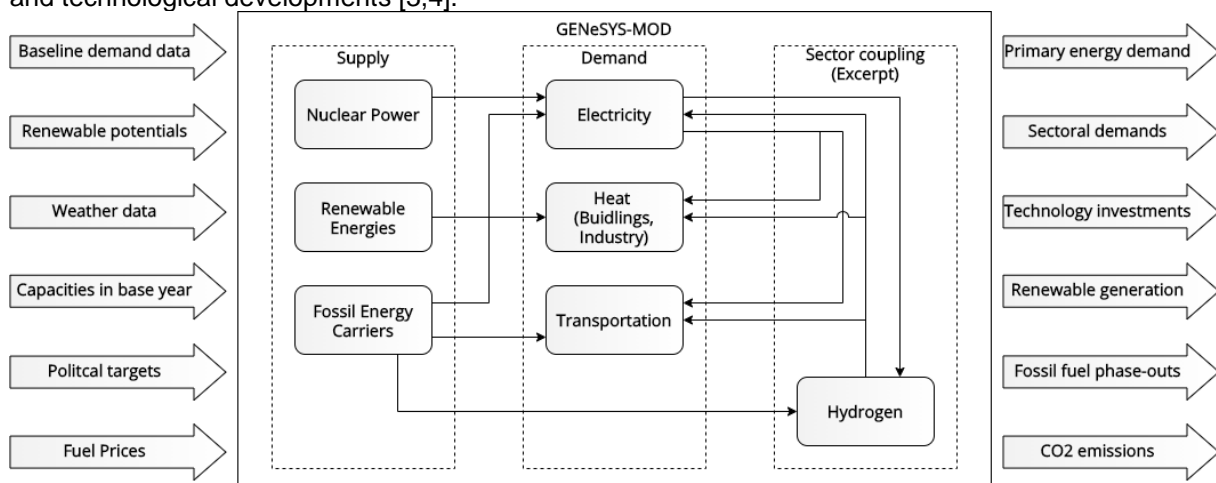 and technological developments [3,4].
GENeSYS-MOD
Baseline demand data
Renewable potentials
Weather data
Capacities in base year
Politcal targets
Fuel Prices
Supply
Nuclear Power
Renewable
Energies
Fossil Energy
Carriers
Demand
Electricity
Heat
(Buidlings,
Industry)
Transportation
Sector coupling
(Excerpt)
Hydrogen
Primary energy demand
Sectoral demands
Technology investments
Renewable generation
Fossil fuel phase-outs
CO2 emissions